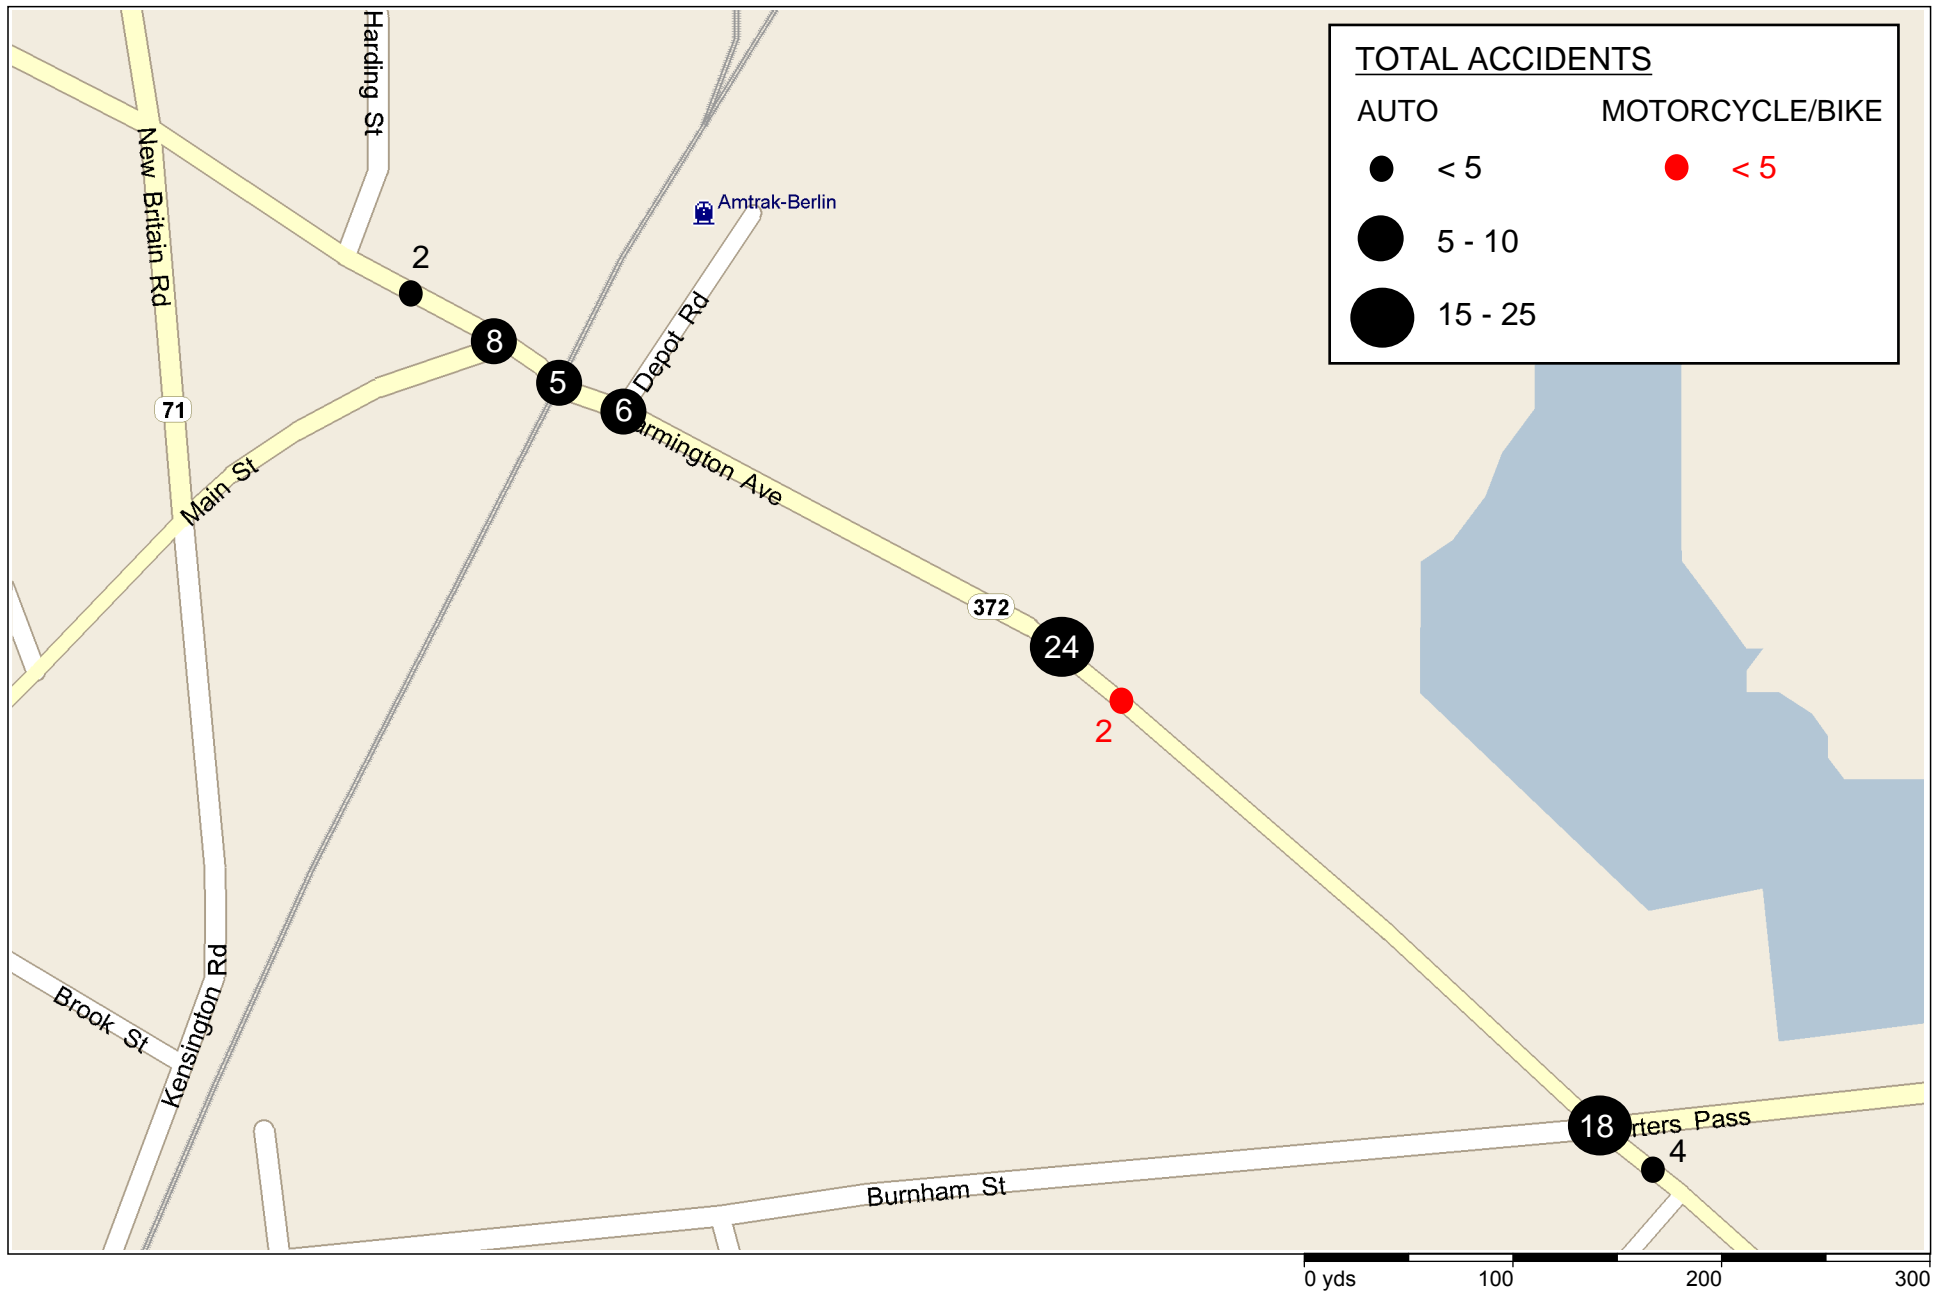 TOTAL ACCIDENTS
AUTO
MOTORCYCLE/BIKE
< 5
< 5
5 - 10
15 - 25
Harding St
New Britain Rd
Amtrak-Berlin
2
8
5
6
Depot Rd
armington Ave
71
Main St
372
24
2
Brook St
Kensington Rd
18
rters Pass
4
Burnham St
0 yds 100 200 300